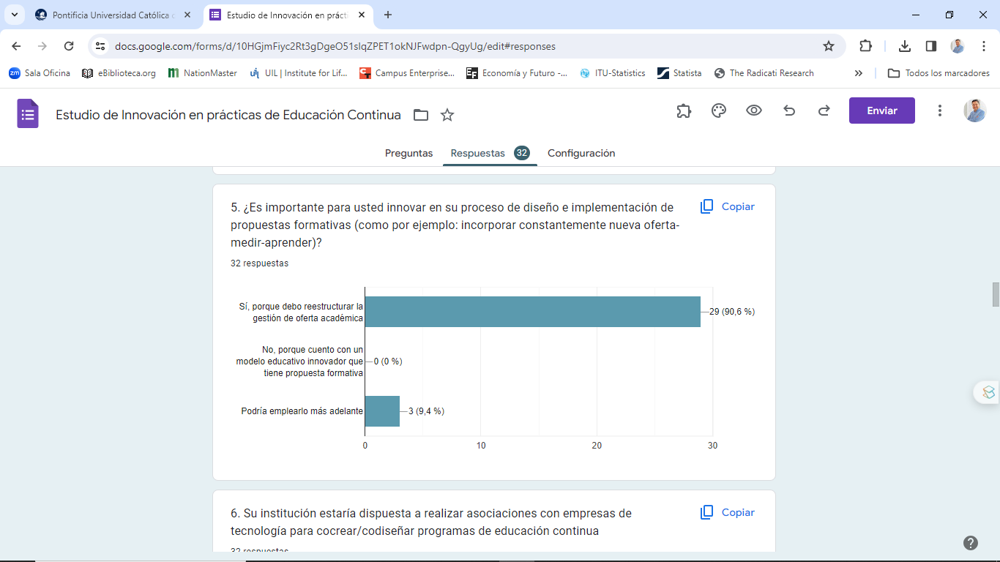 Pontificia Universidad Católica
Estudio de Innovación en práct
docs.google.com/forms/d/10HGjmFiyc2Rt3gDgeO51slqZPET1okNJFwdpn-QgyUg/edit#responses
zm Sala Oficina
eBiblioteca.org
NationMaster
UIL | Institute for Lif...
Campus Enterprise...
Economía y Futuro -...
ITU-Statistics
Statista
The Radicati Research
Todos los marcadores
Estudio de Innovación en prácticas de Educación Continua
Enviar
Preguntas
Respuestas 32
Configuración
5. ¿Es importante para usted innovar en su proceso de diseño e implementación de
propuestas formativas (como por ejemplo: incorporar constantemente nueva oferta-
medir-aprender)?
Copiar
32 respuestas
Sí, porque debo reestructurar la
gestión de oferta académica
29 (90,6 %)
No, porque cuento con un
modelo educativo innovador que
tiene propuesta formativa
0 (0 %)
Podría emplearlo más adelante
3 (9,4 %)
0 10 20 30
6. Su institución estaría dispuesta a realizar asociaciones con empresas de
tecnología para cocrear/codiseñar programas de educación continua
Copiar
32 respuestas